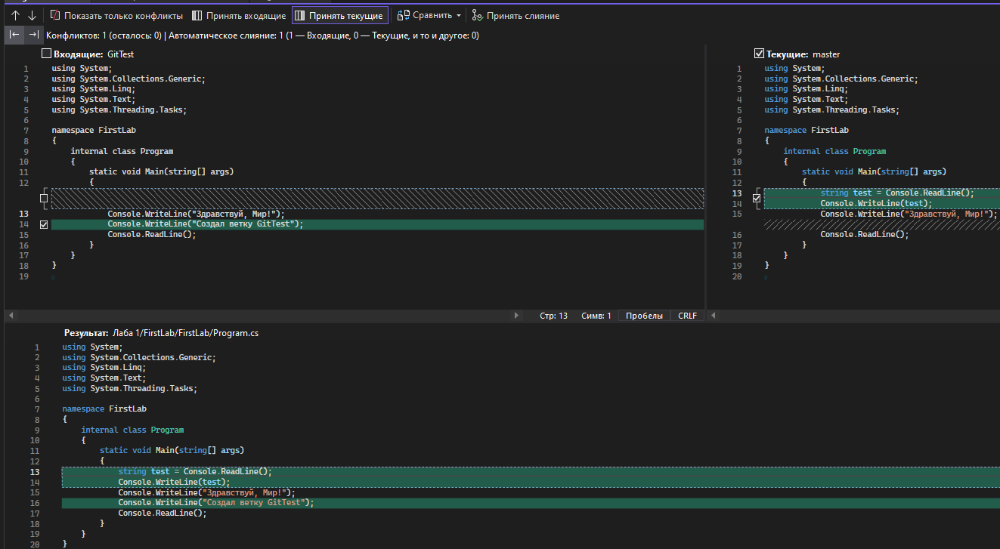 Показать только конфликты Принять входящие Принять текущие Сравнить Принять слияние
Конфликтов: 1 (осталось: 0) | Автоматическое слияние: 1 (1 — Входящие, 0 — Текущие, и то и другое: 0)
Входящие: GitTest
1 using System;
2 using System.Collections.Generic;
3 using System.Linq;
4 using System.Text;
5 using System.Threading.Tasks;
6
7 namespace FirstLab
8 {
9 internal class Program
10 {
11 static void Main(string[] args)
12 {
13 Console.WriteLine("Здравствуй, Мир!");
14 Console.WriteLine("Создал ветку GitTest");
15 Console.ReadLine();
16 }
17 }
18 }
19
Текущие: master
1 using System;
2 using System.Collections.Generic;
3 using System.Linq;
4 using System.Text;
5 using System.Threading.Tasks;
6
7 namespace FirstLab
8 {
9 internal class Program
10 {
11 static void Main(string[] args)
12 {
13 string test = Console.ReadLine();
14 Console.WriteLine(test);
15 Console.WriteLine("Здравствуй, Мир!");
16 Console.ReadLine();
17 }
18 }
19 }
20
Стр: 13 Симв: 1 Пробелы CRLF
Результат: Лаба 1/FirstLab/FirstLab/Program.cs
1 using System;
2 using System.Collections.Generic;
3 using System.Linq;
4 using System.Text;
5 using System.Threading.Tasks;
6
7 namespace FirstLab
8 {
9 internal class Program
10 {
11 static void Main(string[] args)
12 {
13 string test = Console.ReadLine();
14 Console.WriteLine(test);
15 Console.WriteLine("Здравствуй, Мир!");
16 Console.WriteLine("Создал ветку GitTest");
17 Console.ReadLine();
18 }
19 }
20 }